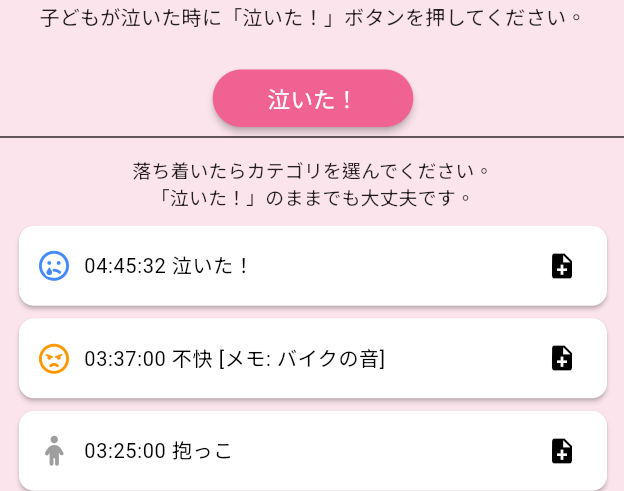 子どもが泣いた時に「泣いた！」ボタンを押してください。
泣いた！
落ち着いたらカテゴリを選んでください。
「泣いた！」のままでも大丈夫です。
04:45:32 泣いた！
03:37:00 不快 [メモ: バイクの音]
03:25:00 抱っこ